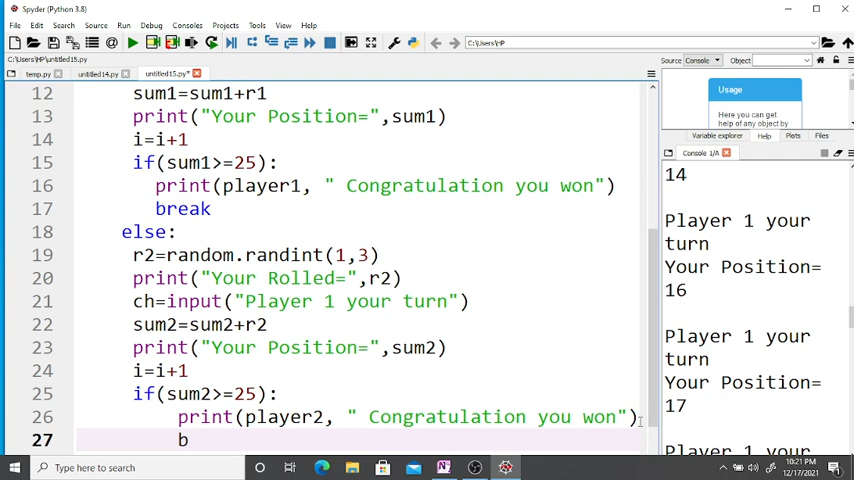 Spyder (Python 3.8)
File Edit Search Source Run Debug Consoles Projects Tools View Help
C:\Users\HP
C:\Users\HP\untitled15.py
temp.py untitled14.py untitled15.py*
12 sum1=sum1+r1
13 print("Your Position=",sum1)
14 i=i+1
15 if(sum1>=25):
16 print(player1, " Congratulation you won")
17 break
18 else:
19 r2=random.randint(1,3)
20 print("Your Rolled=",r2)
21 ch=input("Player 1 your turn")
22 sum2=sum2+r2
23 print("Your Position=",sum2)
24 i=i+1
25 if(sum2>=25):
26 print(player2, " Congratulation you won")
27 b
Source Console Object
Usage
Here you can get
help of any object by
Variable explorer Help Plots Files
Console 1/A
14
Player 1 your
turn
Your Position=
16
Player 1 your
turn
Your Position=
17
Player 1 your
Type here to search
10:21 PM
12/17/2021